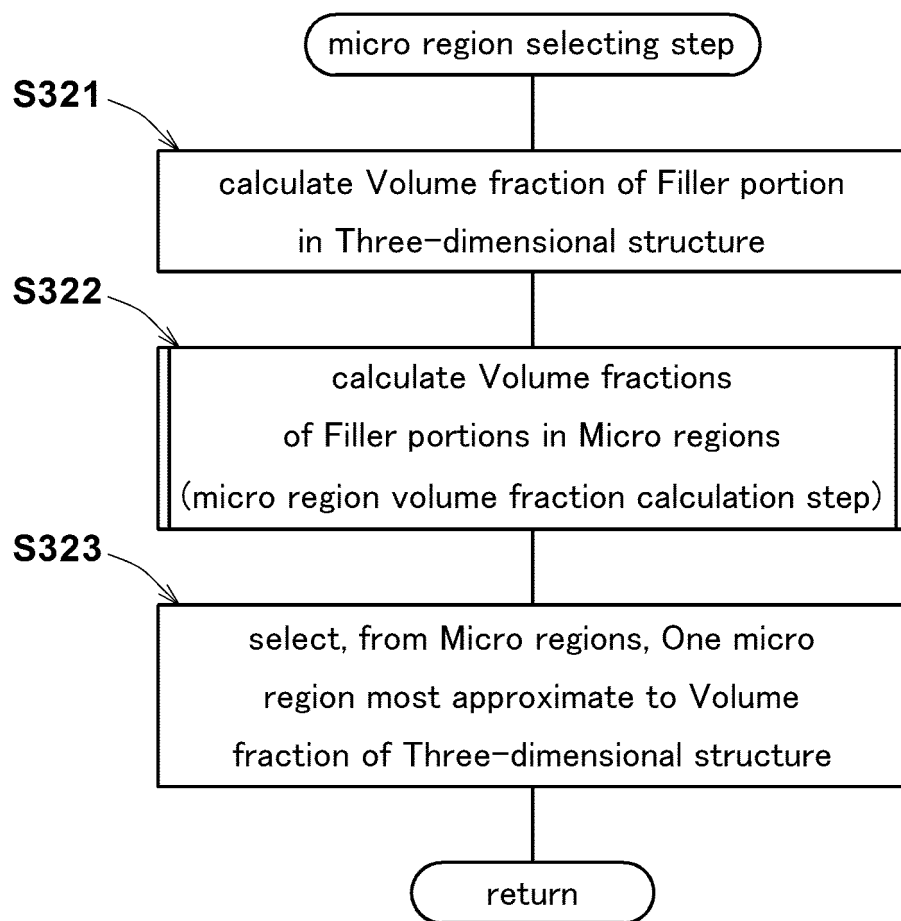 micro region selecting step
S321
calculate Volume fraction of Filler portion
in Three-dimensional structure
S322
calculate Volume fractions
of Filler portions in Micro regions
(micro region volume fraction calculation step)
S323
select, from Micro regions, One micro
region most approximate to Volume
fraction of Three-dimensional structure
return